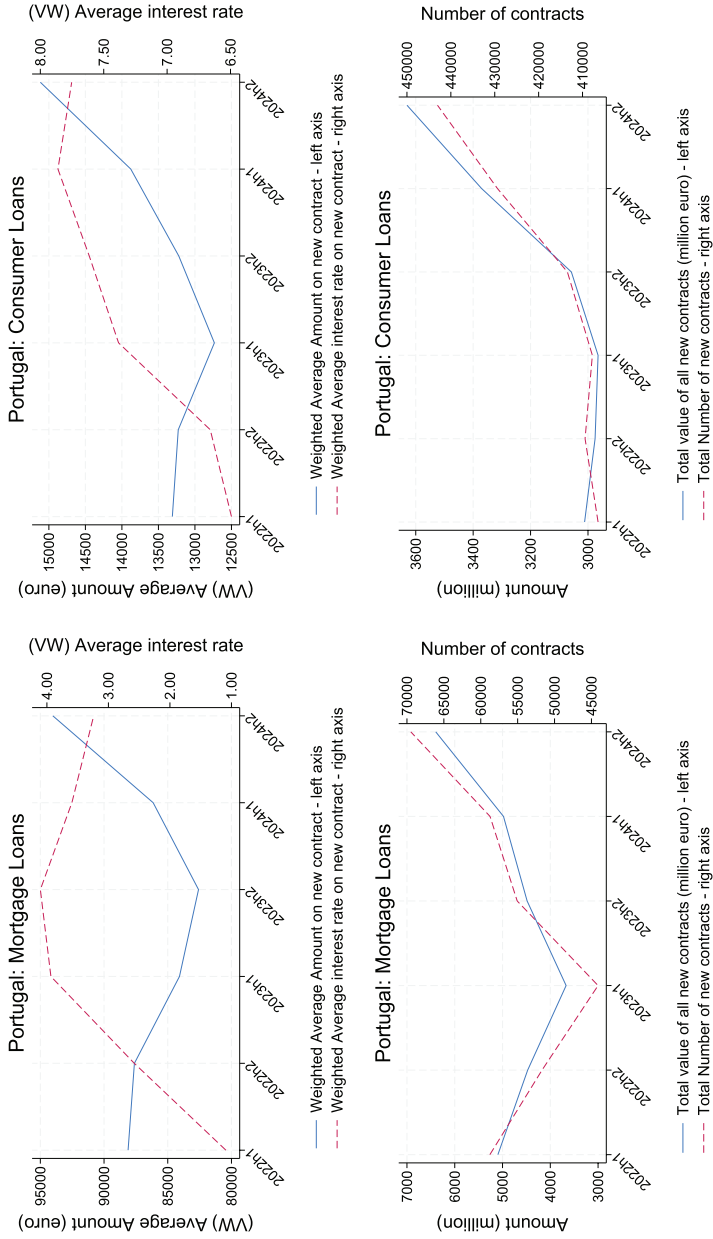 Portugal: Mortgage Loans
(VW) Average Amount (euro)
95000
90000
85000
80000
(VW) Average interest rate
4.00
3.00
2.00
1.00
2022h1
2022h2
2023h1
2023h2
2024h1
2024h2
Weighted Average Amount on new contract - left axis
Weighted Average interest rate on new contract - right axis
Portugal: Consumer Loans
(VW) Average Amount (euro)
15000
14500
14000
13500
13000
12500
(VW) Average interest rate
8.00
7.50
7.00
6.50
2022h1
2022h2
2023h1
2023h2
2024h1
2024h2
Weighted Average Amount on new contract - left axis
Weighted Average interest rate on new contract - right axis
Portugal: Mortgage Loans
Amount (million)
7000
6000
5000
4000
3000
Number of contracts
70000
65000
60000
55000
50000
45000
2022h1
2022h2
2023h1
2023h2
2024h1
2024h2
Total value of all new contracts (million euro) - left axis
Total Number of new contracts - right axis
Portugal: Consumer Loans
Amount (million)
3600
3400
3200
3000
Number of contracts
450000
440000
430000
420000
410000
2022h1
2022h2
2023h1
2023h2
2024h1
2024h2
Total value of all new contracts (million euro) - left axis
Total Number of new contracts - right axis